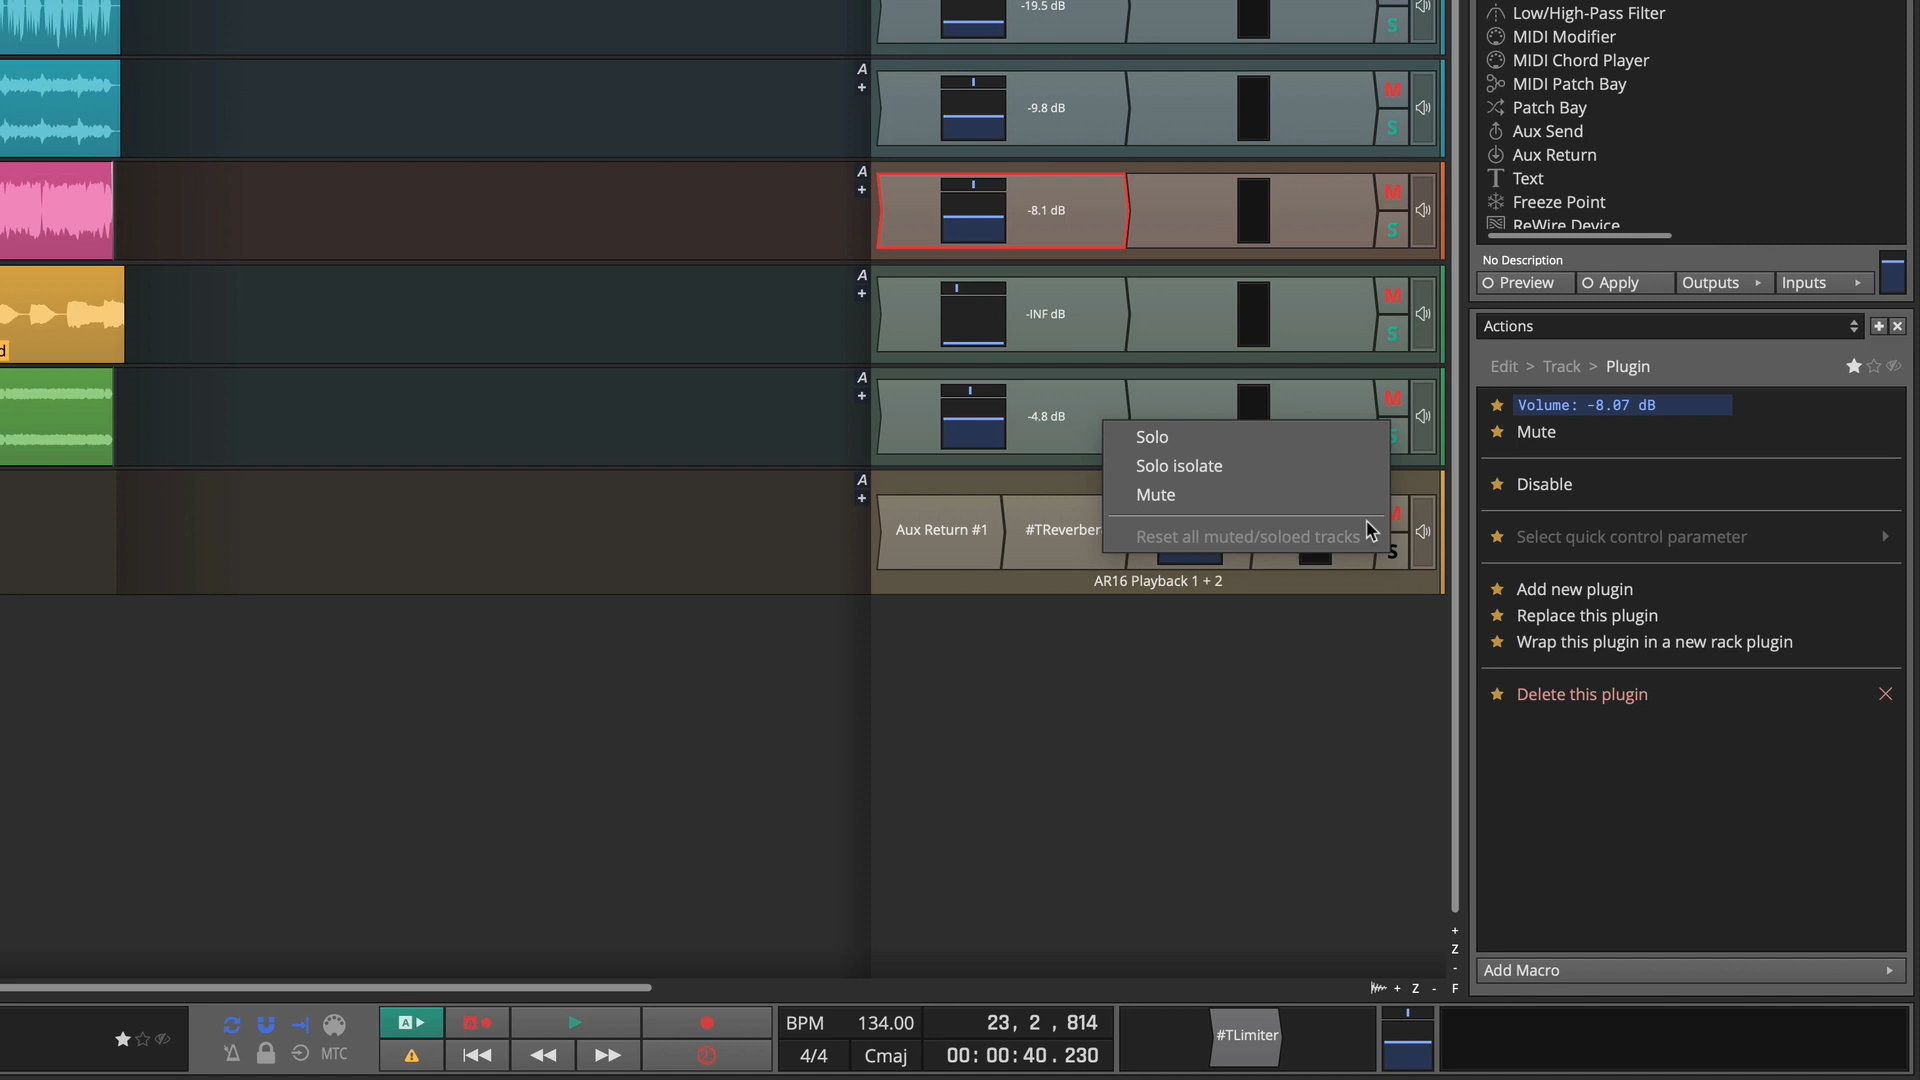 -19.5 dB
S
A
+
-9.8 dB
M
S
A
+
-8.1 dB
M
S
A
+
-INF dB
M
S
d
A
+
-4.8 dB
M
S
A
+
Aux Return #1
#TReverber
M
S
AR16 Playback 1 + 2
Solo
Solo isolate
Mute
Reset all muted/soloed tracks
Low/High-Pass Filter
MIDI Modifier
MIDI Chord Player
MIDI Patch Bay
Patch Bay
Aux Send
Aux Return
T Text
Freeze Point
ReWire Device
No Description
Preview
Apply
Outputs
Inputs
Actions
Edit > Track > Plugin
Volume: -8.07 dB
Mute
Disable
Select quick control parameter
Add new plugin
Replace this plugin
Wrap this plugin in a new rack plugin
Delete this plugin
Add Macro
+
Z
-
+ Z - F
MTC
A
BPM 134.00
4/4 Cmaj
23, 2 , 814
00: 00: 40. 230
#TLimiter